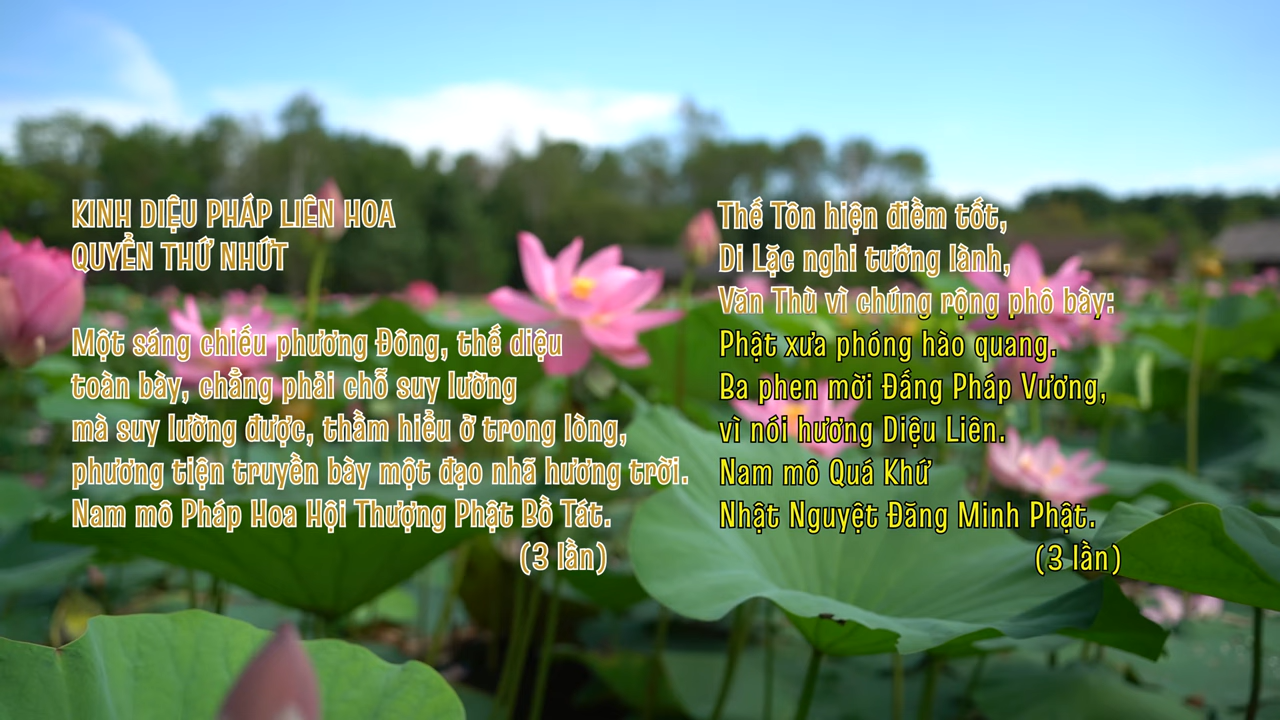 KINH DIỆU PHÁP LIÊN HOA
QUYỂN THỨ NHỨT
Một sáng chiếu phương Đông, thế diệu
toàn bày, chẳng phải chỗ suy lường
mà suy lường được, thầm hiểu ở trong lòng,
phương tiện truyền bày một đạo nhã hương trời.
Nam mô Pháp Hoa Hội Thượng Phật Bồ Tát.
(3 lần)
Thế Tôn hiện điềm tốt,
Di Lặc nghi tướng lành,
Văn Thù vì chúng rộng phô bày:
Phật xưa phóng hào quang.
Ba phen mời Đấng Pháp Vương,
vì nói hương Diệu Liên.
Nam mô Quá Khứ
Nhật Nguyệt Đăng Minh Phật.
(3 lần)